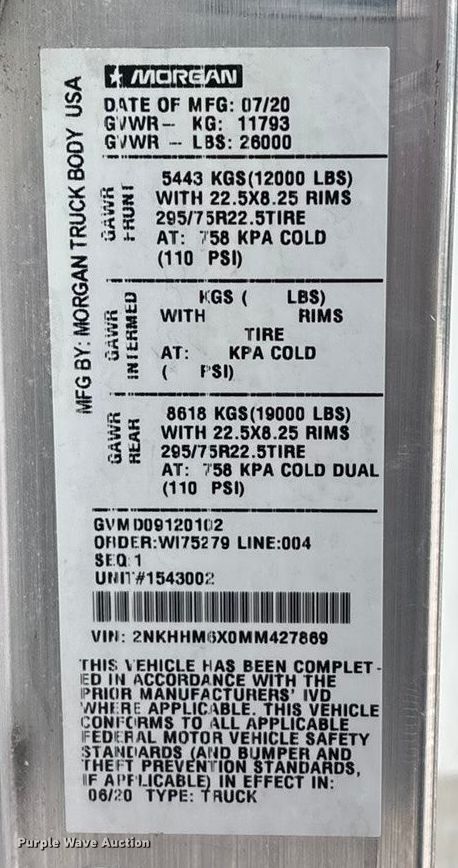 MORGAN
MFG BY: MORGAN TRUCK BODY USA
DATE OF MFG: 07/20
GVWR - KG: 11793
GVWR - LBS: 26000
GAWR FRONT
5443 KGS(12000 LBS)
WITH 22.5X8.25 RIMS
295/75R22.5TIRE
AT: 758 KPA COLD
(110 PSI)
GAWR INTERMED
KGS ( LBS)
WITH RIMS
TIRE
AT: KPA COLD
( PSI)
GAWR REAR
8618 KGS(19000 LBS)
WITH 22.5X8.25 RIMS
295/75R22.5TIRE
AT: 758 KPA COLD DUAL
(110 PSI)
GVMD09120102
ORDER:WI75279 LINE:004
SEQ:1
UNIT#1543002
VIN: 2NKHHM6X0MM427869
THIS VEHICLE HAS BEEN COMPLET-
ED IN ACCORDANCE WITH THE
PRIOR MANUFACTURERS' IVD
WHERE APPLICABLE. THIS VEHICLE
CONFORMS TO ALL APPLICABLE
FEDERAL MOTOR VEHICLE SAFETY
STANDARDS (AND BUMPER AND
THEFT PREVENTION STANDARDS,
IF APPLICABLE) IN EFFECT IN:
06/20 TYPE: TRUCK
Purple Wave Auction